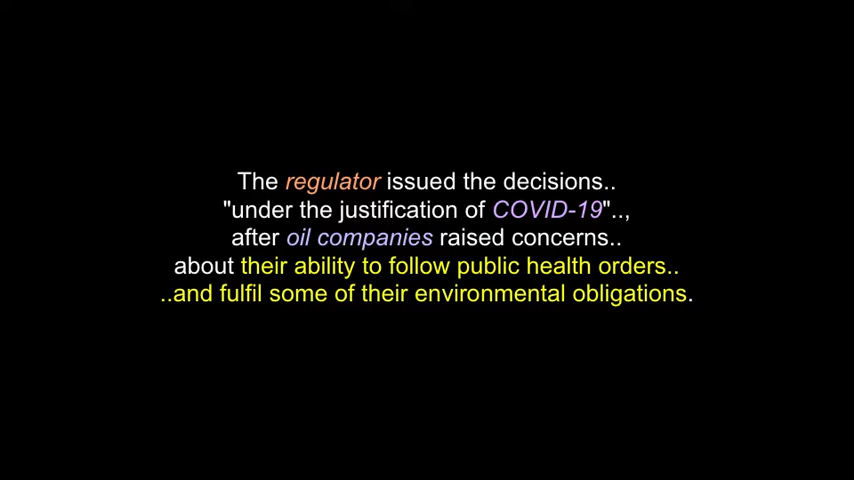 The regulator issued the decisions..
"under the justification of COVID-19"..,
after oil companies raised concerns..
about their ability to follow public health orders..
..and fulfil some of their environmental obligations.